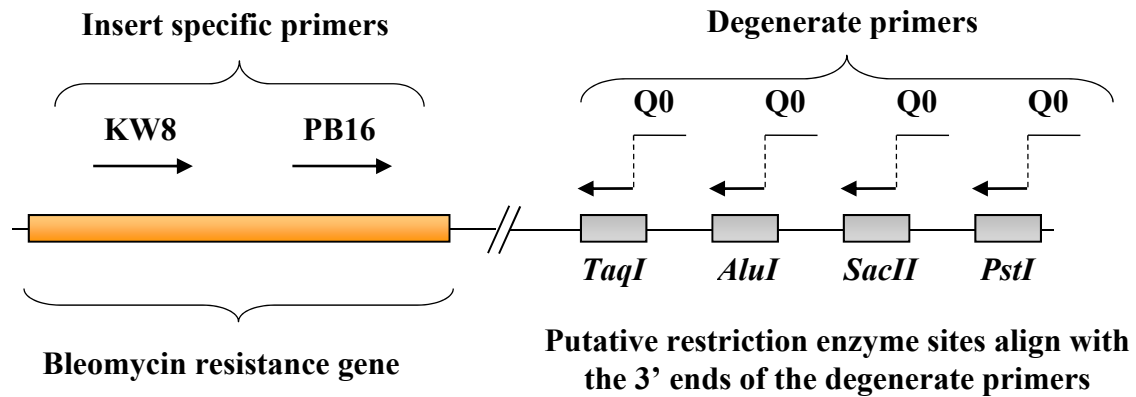 Insert specific primers
Degenerate primers
Q0 Q0 Q0 Q0
KW8 PB16
TaqI AluI SacII PstI
Bleomycin resistance gene
Putative restriction enzyme sites align with
the 3’ ends of the degenerate primers